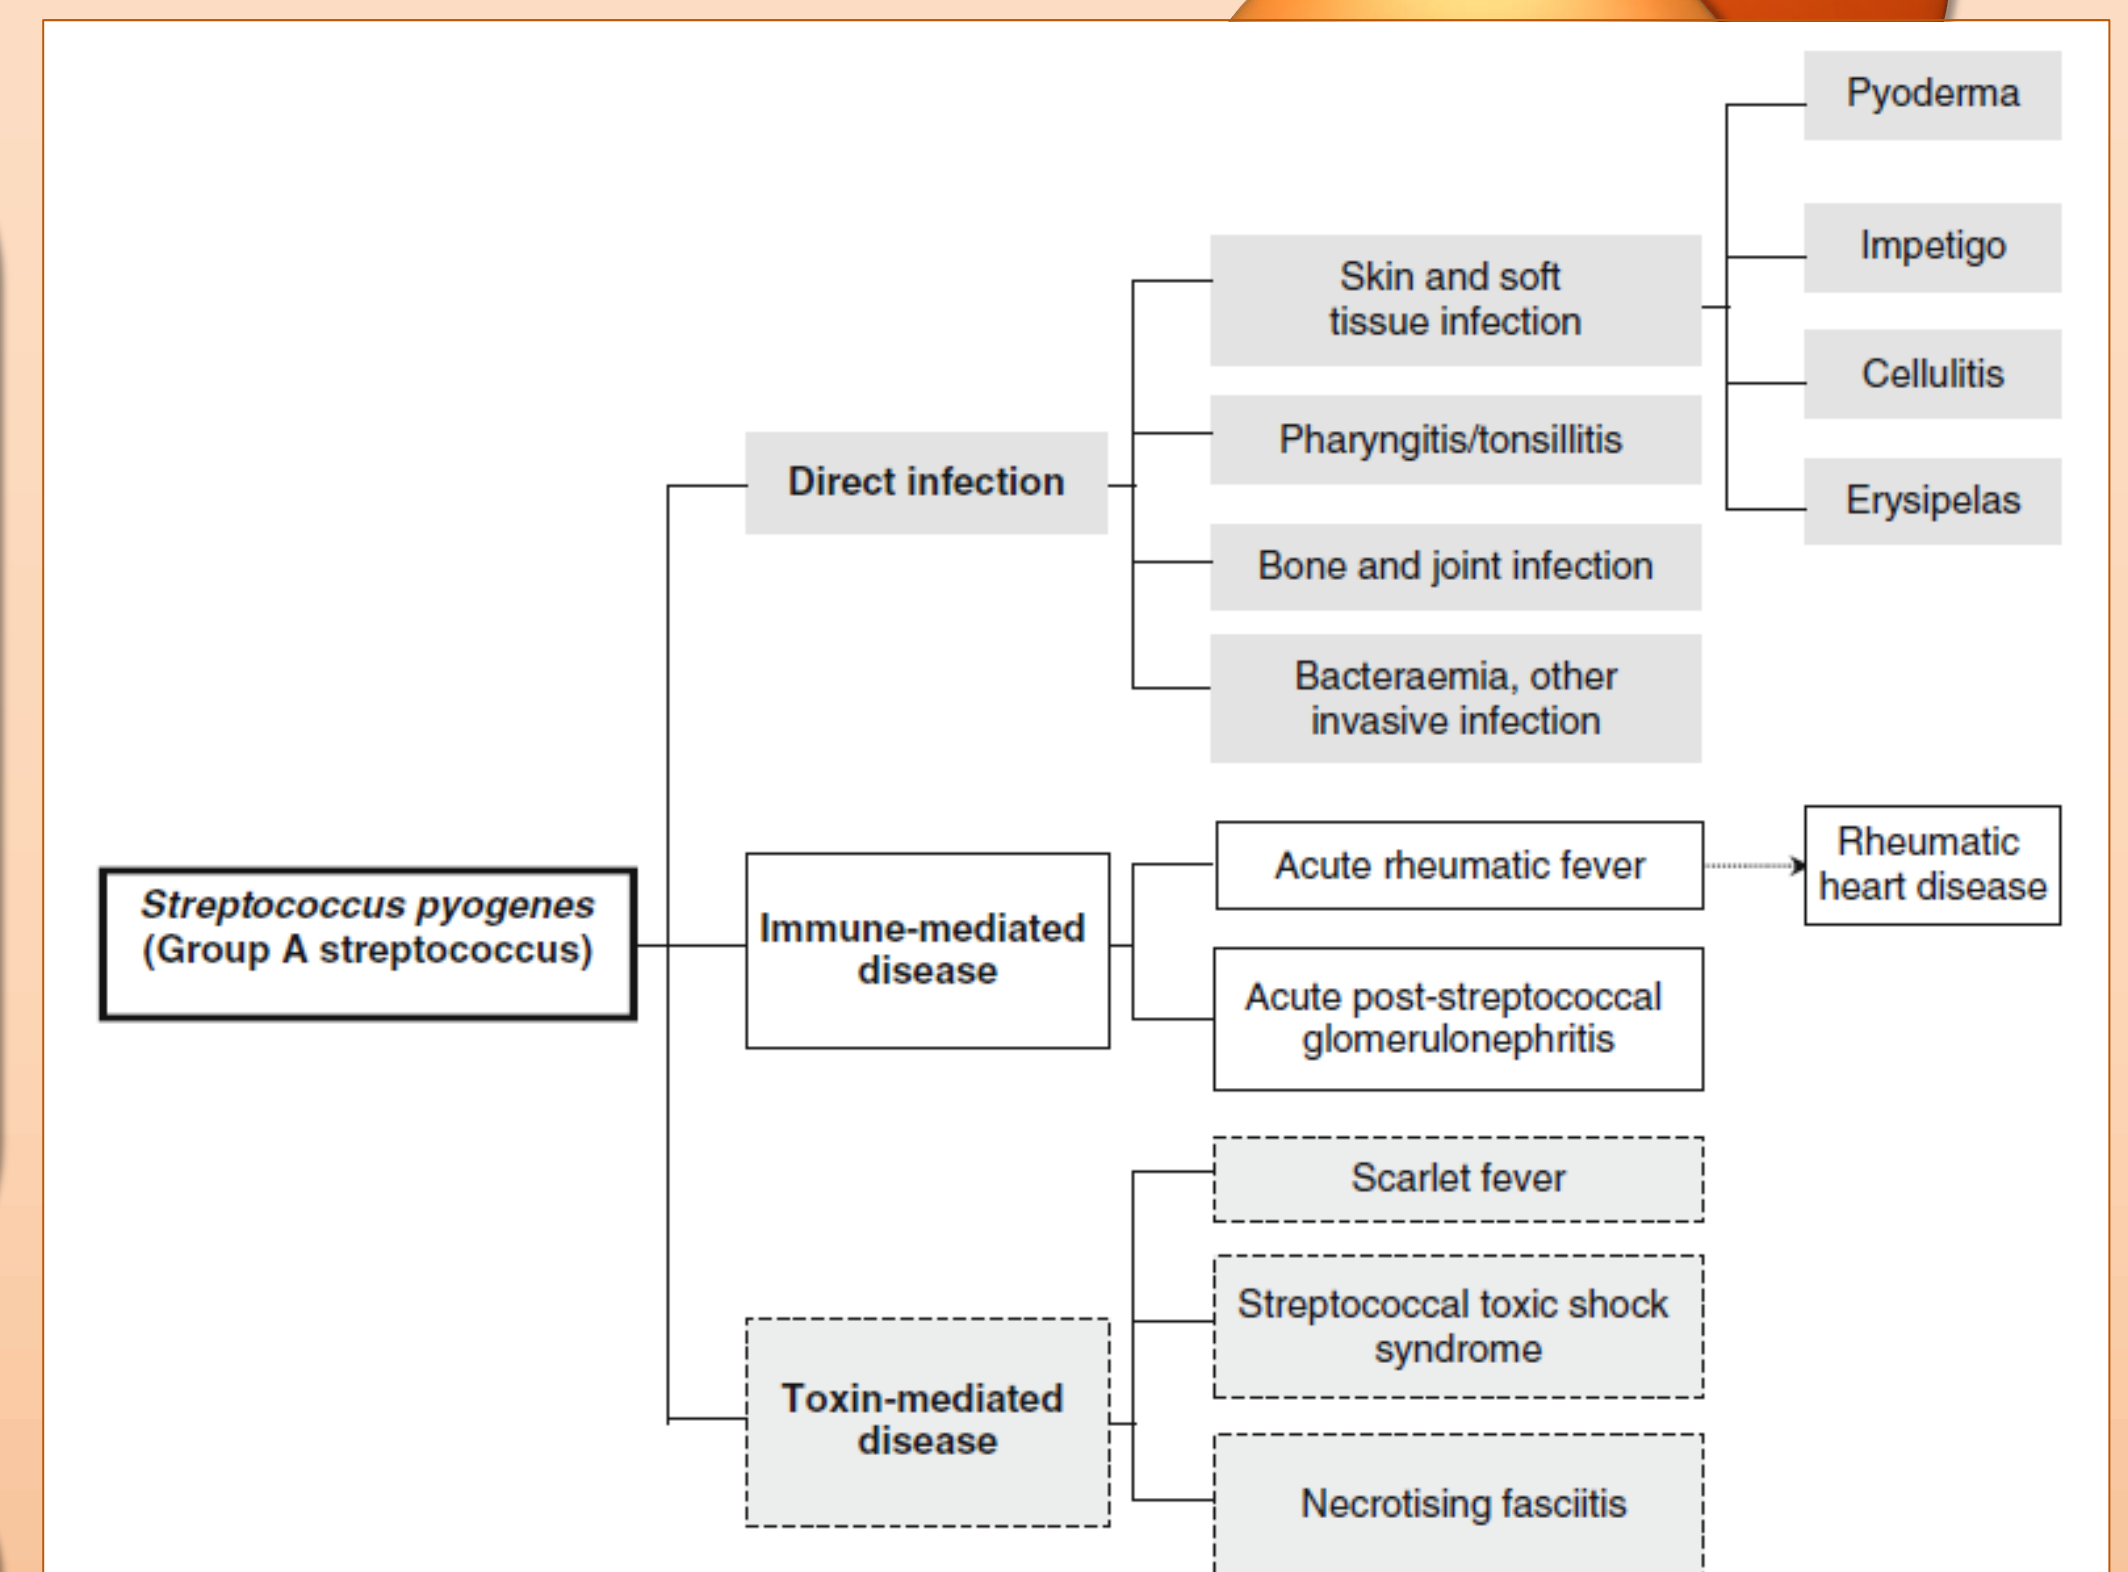 Pyoderma
Impetigo
Skin and soft
tissue infection
Cellulitis
Pharyngitis/tonsillitis
Direct infection
Erysipelas
Bone and joint infection
Bacteraemia, other
invasive infection
Streptococcus pyogenes
(Group A streptococcus)
Immune-mediated
disease
Acute rheumatic fever
Rheumatic
heart disease
Acute post-streptococcal
glomerulonephritis
Scarlet fever
Streptococcal toxic shock
syndrome
Toxin-mediated
disease
Necrotising fasciitis